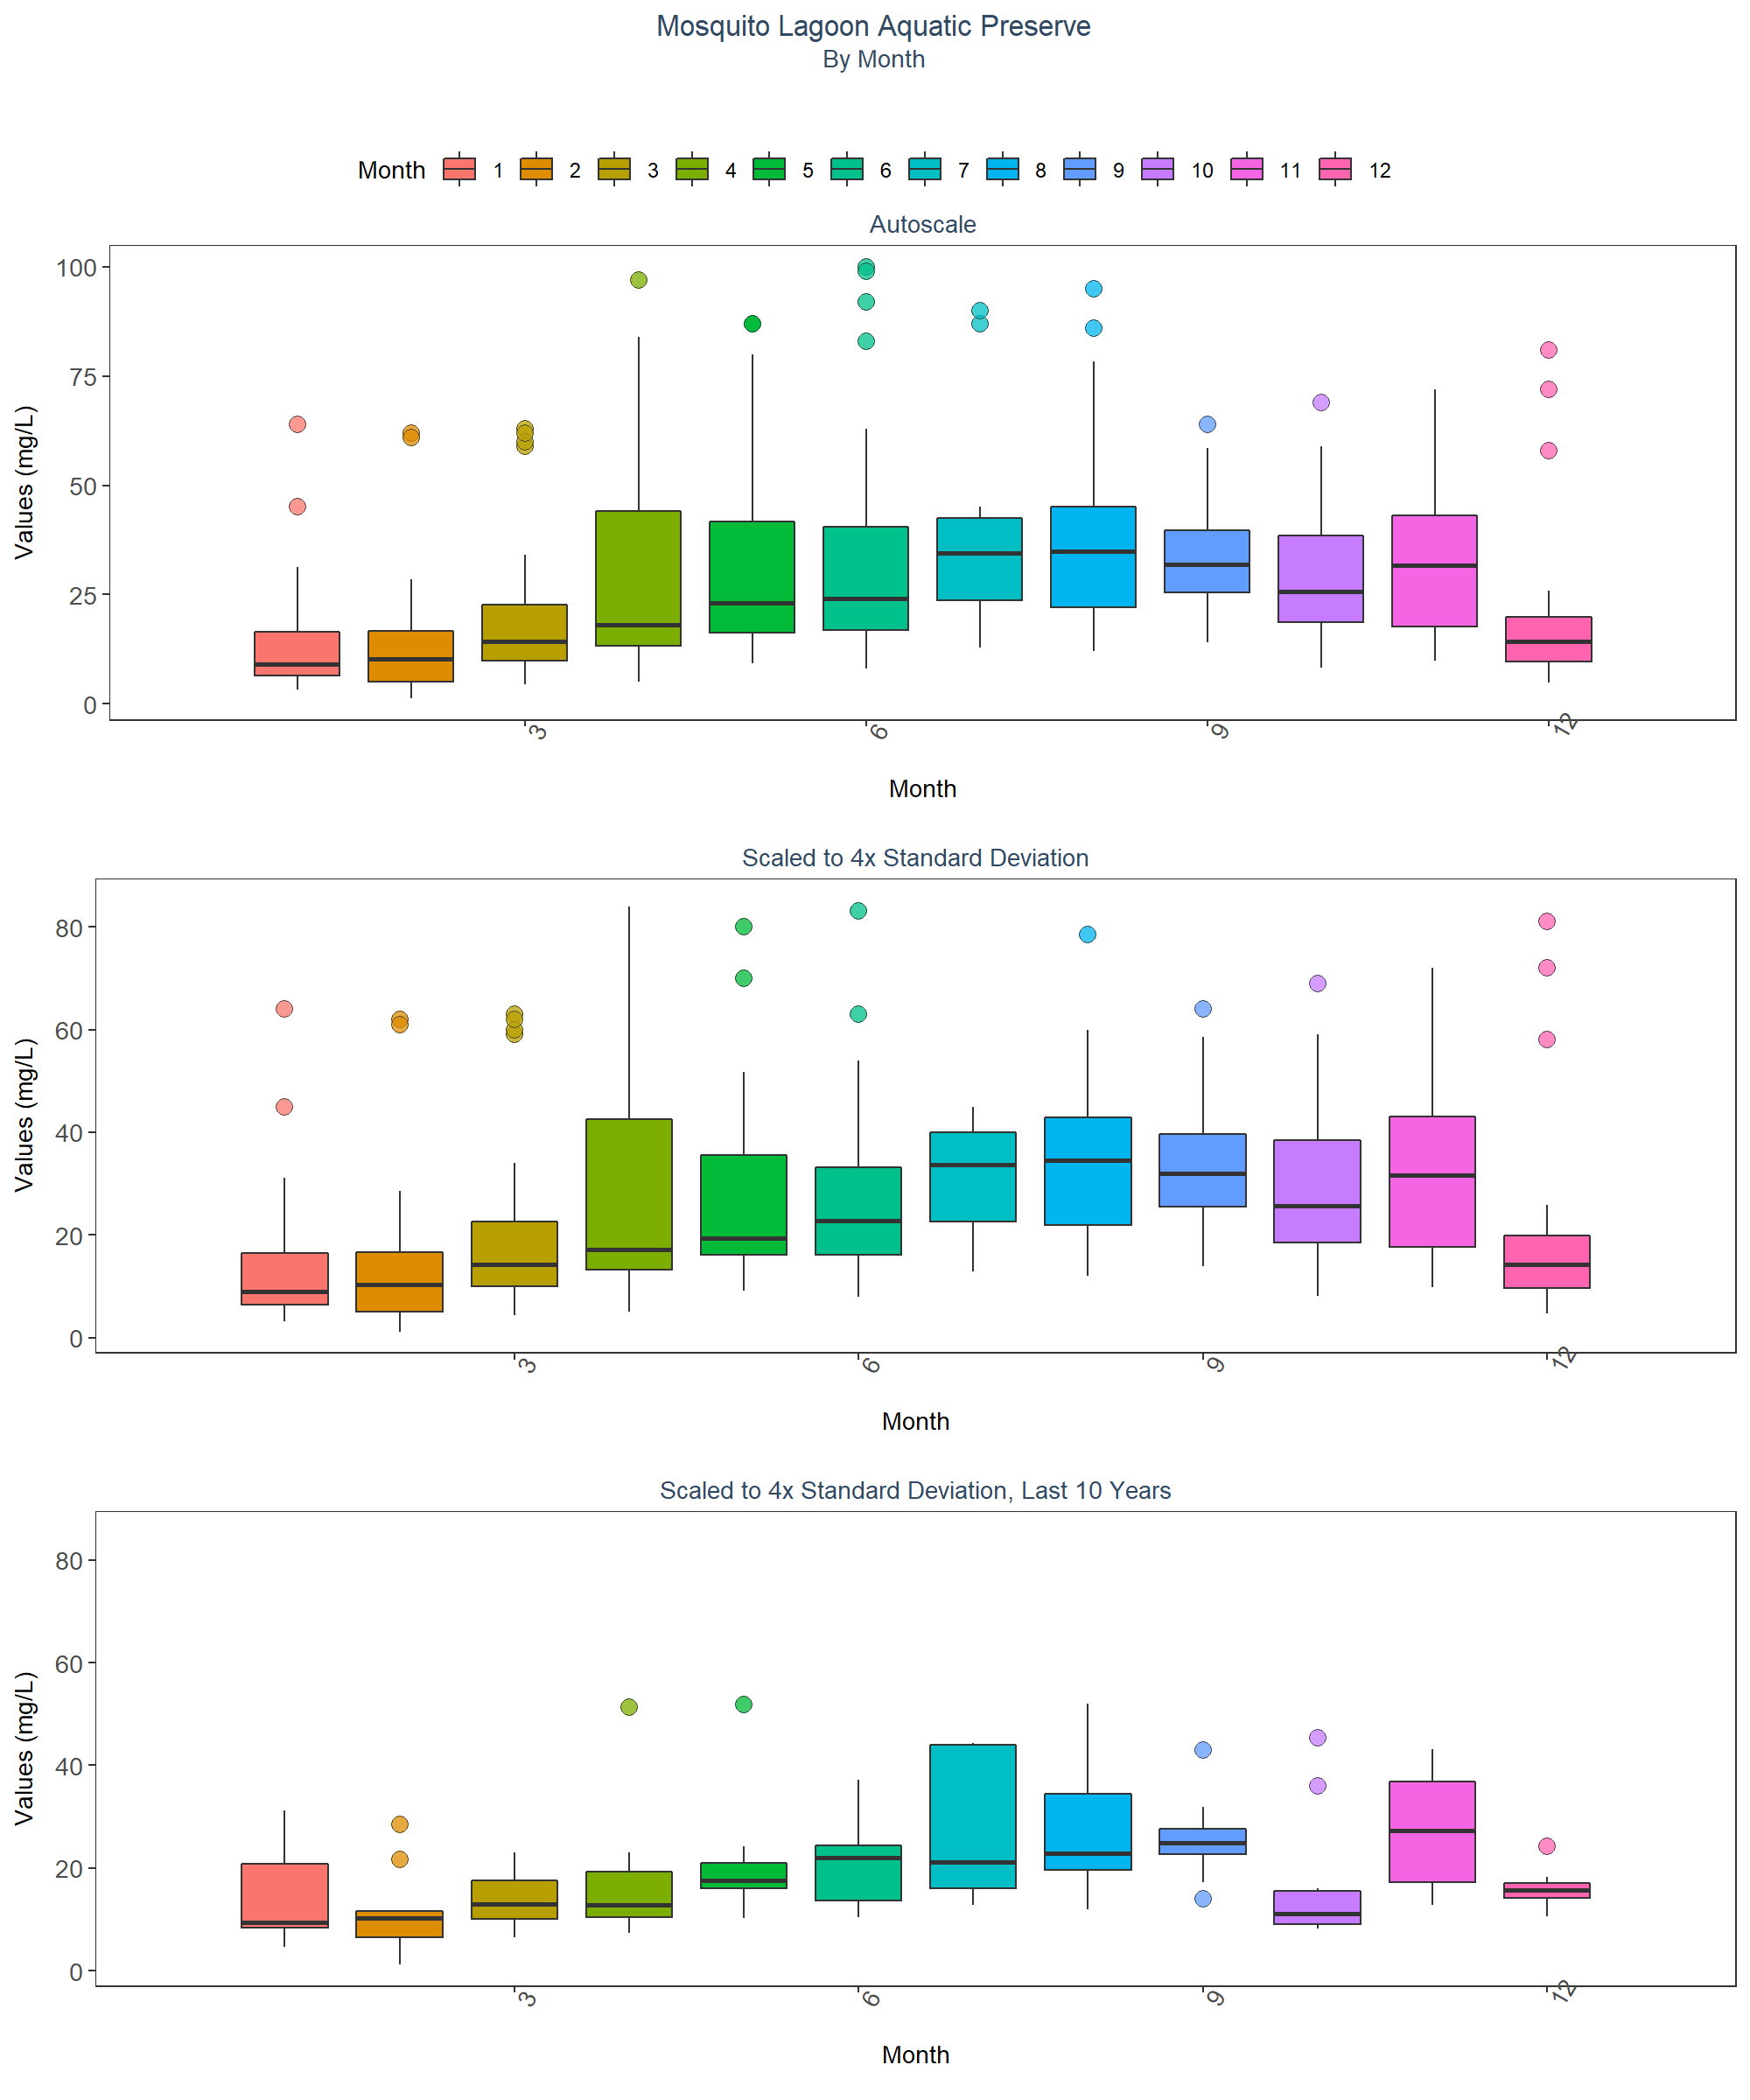 Mosquito Lagoon Aquatic Preserve
By Month
Month 1 2 3 4 5 6 7 8 9 10 11 12
Autoscale
100
75
50
25
0
Values (mg/L)
3 6 9 12
Month
Scaled to 4x Standard Deviation
80
60
40
20
0
Values (mg/L)
3 6 9 12
Month
Scaled to 4x Standard Deviation, Last 10 Years
80
60
40
20
0
Values (mg/L)
3 6 9 12
Month